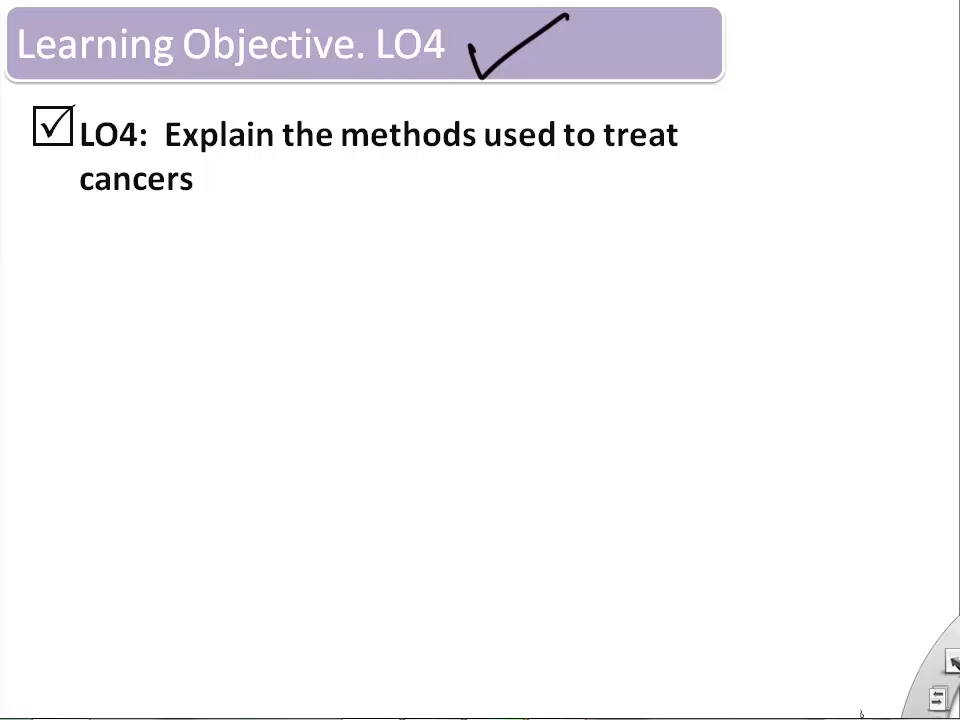 Learning Objective. LO4
LO4: Explain the methods used to treat
cancers